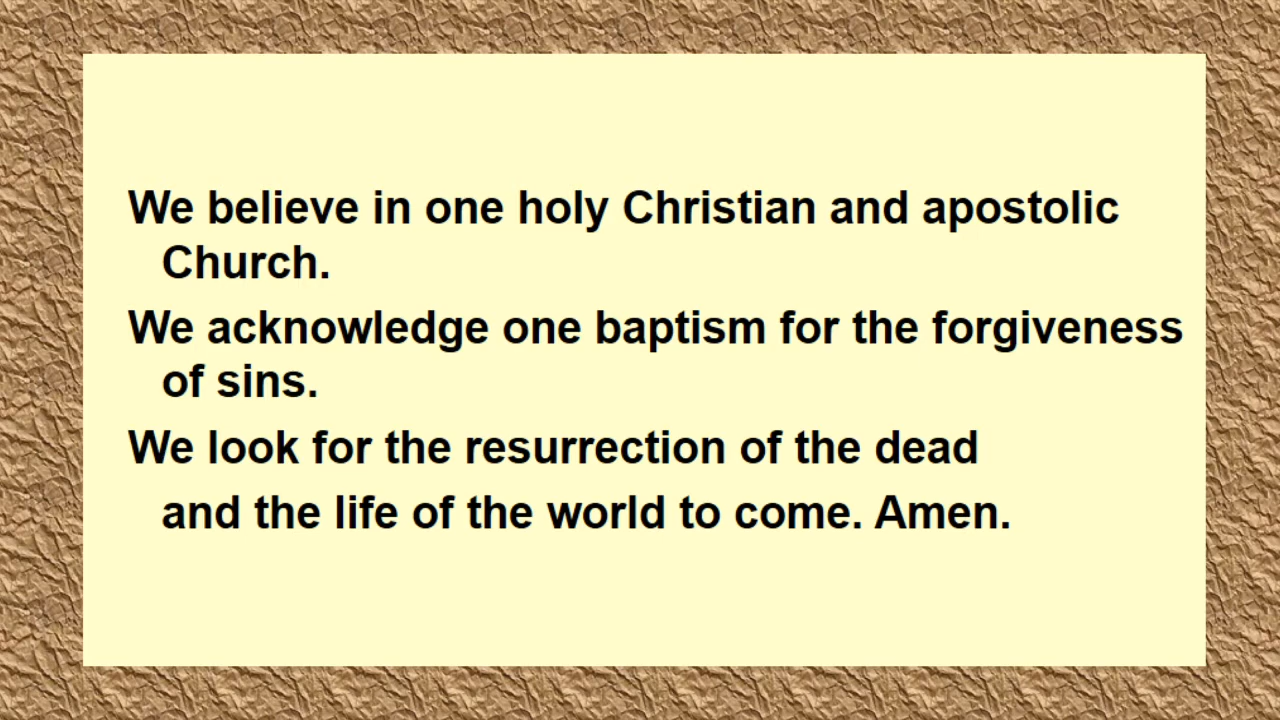 We believe in one holy Christian and apostolic
Church.
We acknowledge one baptism for the forgiveness
of sins.
We look for the resurrection of the dead
and the life of the world to come. Amen.